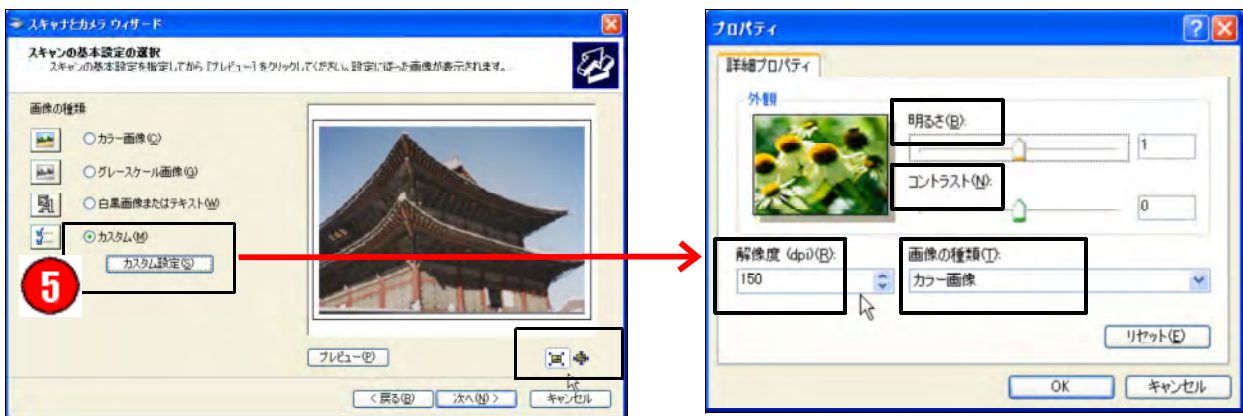 スキャナとカメラ ウィザード
スキャンの基本設定の選択
スキャンの基本設定を指定してから [プレビュー] をクリックしてください。設定に従った画像が表示されます。
画像の種類
カラー画像(C)
グレースケール画像(G)
白黒画像またはテキスト(W)
カスタム(M)
カスタム設定(S)
5
プレビュー(P)
< 戻る(B)
次へ(N) >
キャンセル
プロパティ
詳細プロパティ
外観
明るさ(B):
1
コントラスト(N):
0
解像度 (dpi)(R):
150
画像の種類(T):
カラー画像
リセット(E)
OK
キャンセル